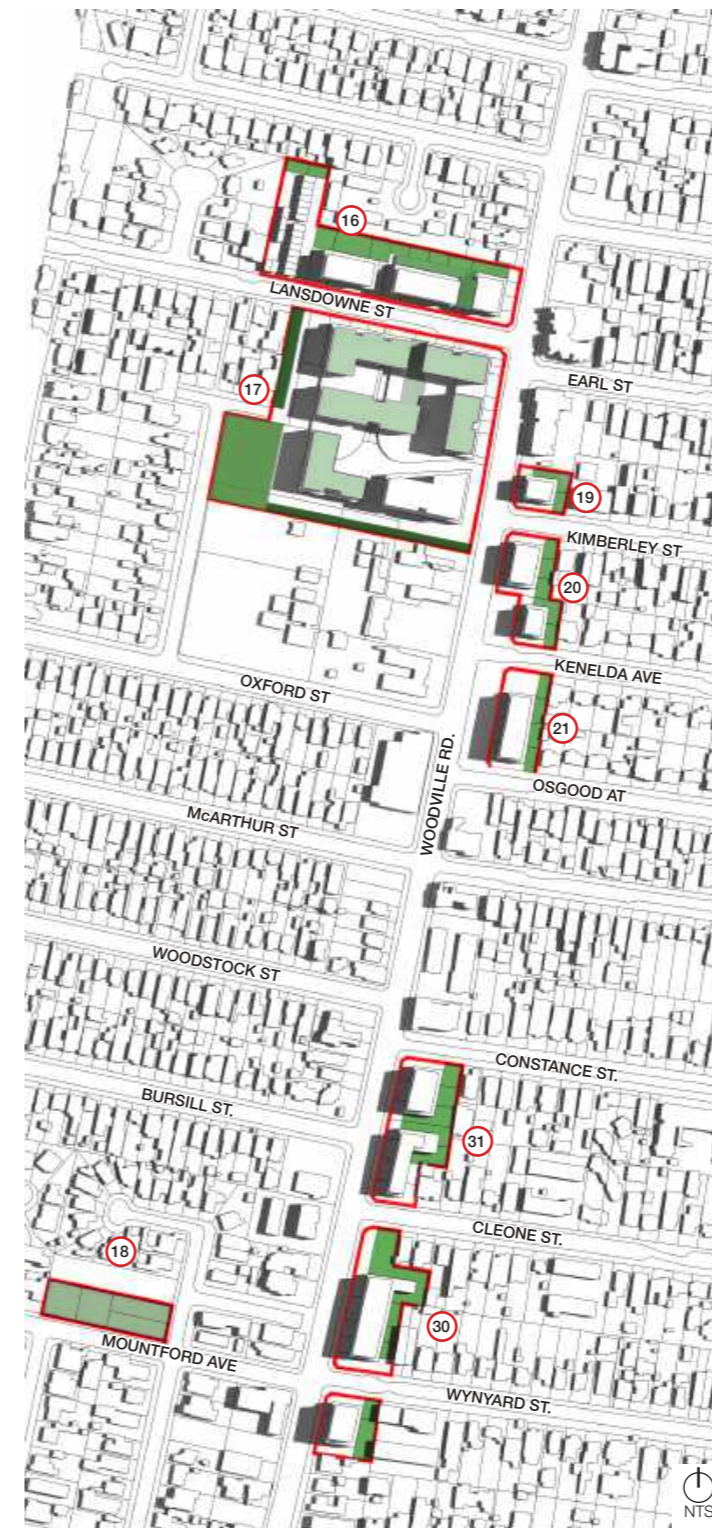 16
LANSDOWNE ST
17
EARL ST
19
KIMBERLEY ST
20
KENELDA AVE
OXFORD ST
21
WOODVILLE RD.
OSGOOD AT
McARTHUR ST
WOODSTOCK ST
CONSTANCE ST.
BURSILL ST.
31
CLEONE ST.
18
30
MOUNTFORD AVE
WYNYARD ST.
NTS